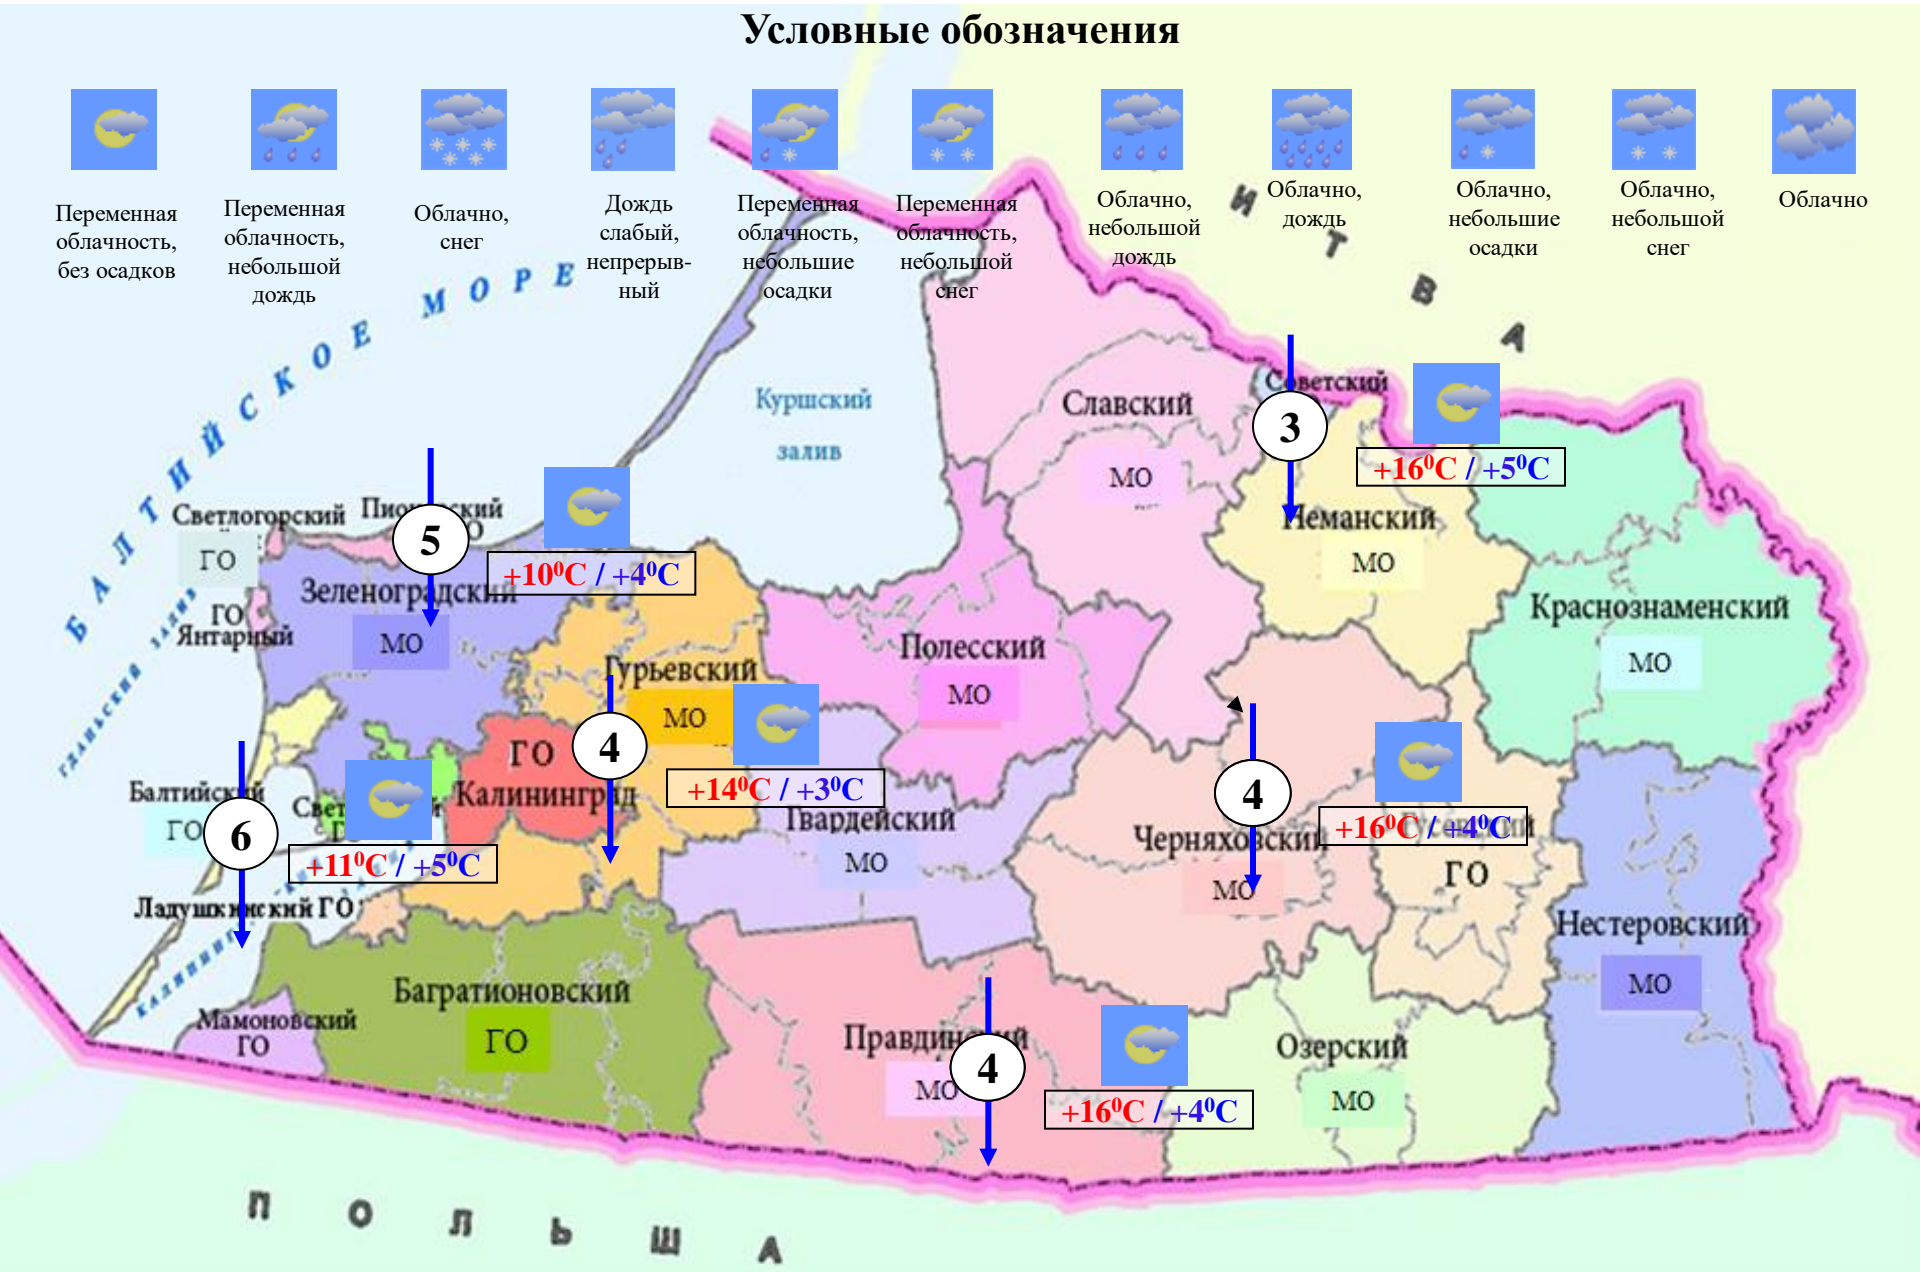 Условные обозначения
Переменная
облачность,
без осадков
Переменная
облачность,
небольшой
дождь
Облачно,
снег
Дождь
слабый,
непрерыв-
ный
Переменная
облачность,
небольшие
осадки
Переменная
облачность,
небольшой
снег
Облачно,
небольшой
дождь
Облачно,
дождь
Облачно,
небольшие
осадки
Облачно,
небольшой
снег
Облачно
БАЛТИЙСКОЕ МОРЕ
ИТВА
Куршский
залив
Славский
МО
Советский
3
+16⁰C / +5⁰C
Неманский
МО
Светлогорский
ГО
5
+10⁰C / +4⁰C
Зеленоградский
МО
ГО
Янтарный
Краснознаменский
МО
Полесский
МО
Гурьевский
МО
4
+14⁰C / +3⁰C
ГО
Калининград
Гвардейский
МО
Балтийский
ГО
6
+11⁰C / +5⁰C
4
+16⁰C / +4⁰C
Черняховский
МО
ГО
Ладушкинский ГО
Нестеровский
МО
Багратионовский
ГО
Мамоновский
ГО
Правдинский
МО
4
+16⁰C / +4⁰C
Озерский
МО
ПОЛЬША